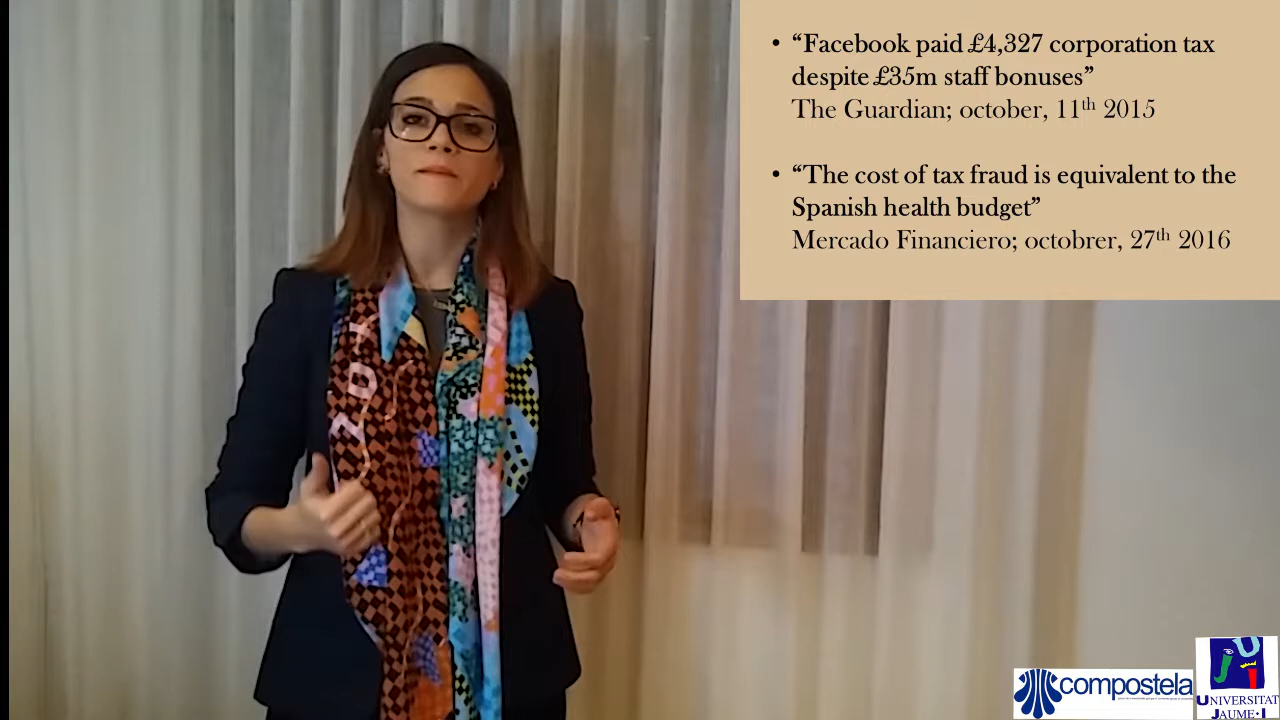 • “Facebook paid £4,327 corporation tax
despite £35m staff bonuses”
The Guardian; october, 11th 2015
• “The cost of tax fraud is equivalent to the
Spanish health budget”
Mercado Financiero; octobrer, 27th 2016
compostela
UNIVERSITAT
JAUME•I